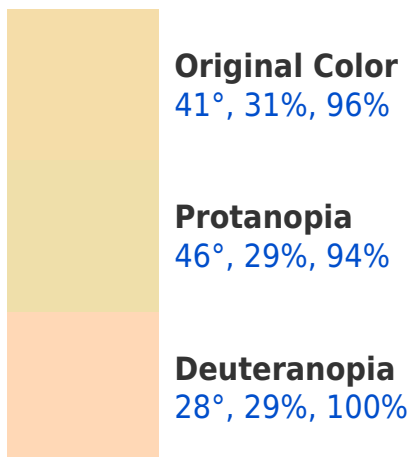 Original Color
41°, 31%, 96%
Protanopia
46°, 29%, 94%
Deuteranopia
28°, 29%, 100%